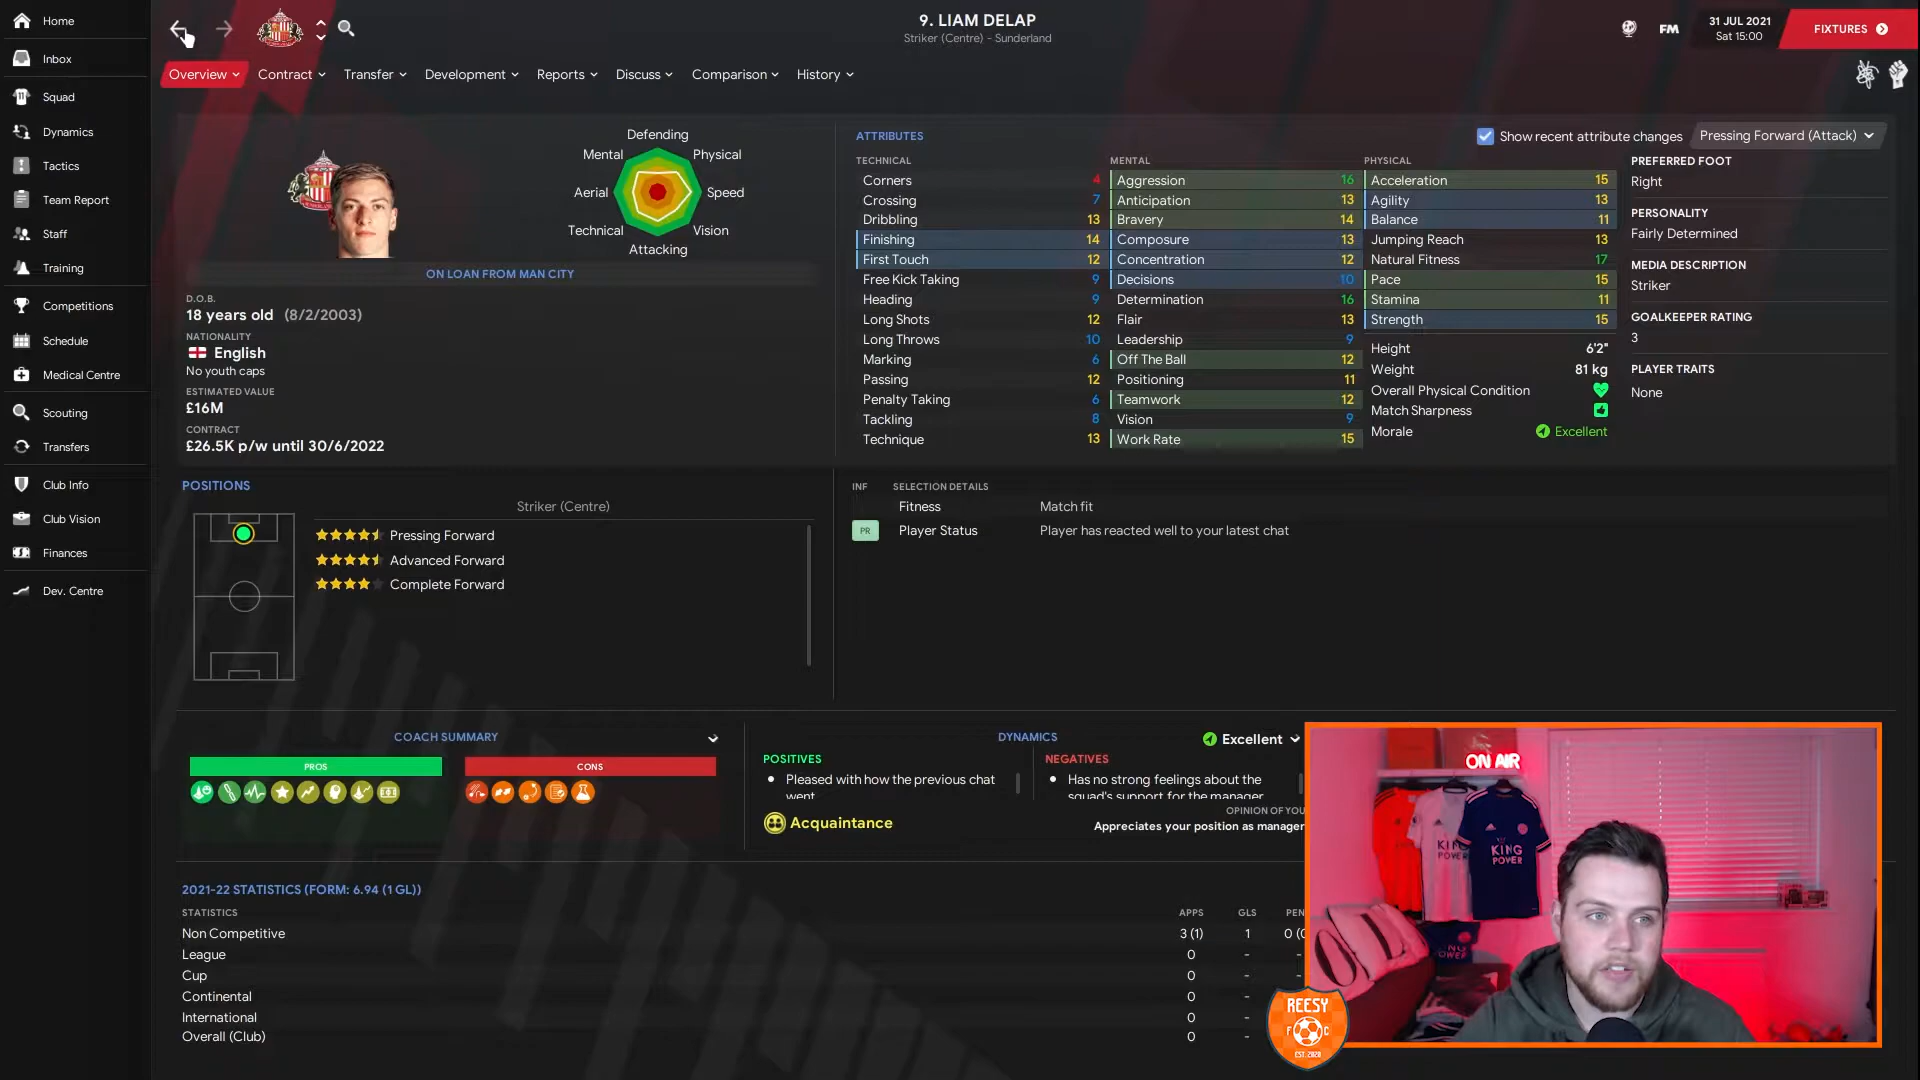 Home
Inbox
Squad
Dynamics
Tactics
Team Report
Staff
Training
Competitions
Schedule
Medical Centre
Scouting
Transfers
Club Info
Club Vision
Finances
Dev. Centre
9. LIAM DELAP
Striker (Centre) - Sunderland
FM
31 JUL 2021
Sat 15:00
FIXTURES
Overview
Contract
Transfer
Development
Reports
Discuss
Comparison
History
Defending
Physical
Speed
Vision
Attacking
Technical
Aerial
Mental
ON LOAN FROM MAN CITY
D.O.B.
18 years old (8/2/2003)
NATIONALITY
English
No youth caps
ESTIMATED VALUE
£16M
CONTRACT
£26.5K p/w until 30/6/2022
ATTRIBUTES
Show recent attribute changes
Pressing Forward (Attack)
TECHNICAL
Corners 4
Crossing 7
Dribbling 13
Finishing 14
First Touch 12
Free Kick Taking 9
Heading 9
Long Shots 12
Long Throws 10
Marking 6
Passing 12
Penalty Taking 6
Tackling 8
Technique 13
MENTAL
Aggression 16
Anticipation 13
Bravery 14
Composure 13
Concentration 12
Decisions 10
Determination 16
Flair 13
Leadership 9
Off The Ball 12
Positioning 11
Teamwork 12
Vision 9
Work Rate 15
PHYSICAL
Acceleration 15
Agility 13
Balance 11
Jumping Reach 13
Natural Fitness 17
Pace 15
Stamina 11
Strength 15
Height 6'2"
Weight 81 kg
Overall Physical Condition
Match Sharpness
Morale Excellent
PREFERRED FOOT
Right
PERSONALITY
Fairly Determined
MEDIA DESCRIPTION
Striker
GOALKEEPER RATING
3
PLAYER TRAITS
None
POSITIONS
Striker (Centre)
Pressing Forward
Advanced Forward
Complete Forward
INF SELECTION DETAILS
Fitness Match fit
PR Player Status Player has reacted well to your latest chat
COACH SUMMARY
PROS
CONS
DYNAMICS
Excellent
POSITIVES
Pleased with how the previous chat
went
NEGATIVES
Has no strong feelings about the
squad's support for the manager
Acquaintance
OPINION OF YOU
Appreciates your position as manager
2021-22 STATISTICS (FORM: 6.94 (1 GL))
STATISTICS APPS GLS PEN
Non Competitive 3 (1) 1 0 (0
League 0 - -
Cup 0 - -
Continental 0 - -
International 0 - -
Overall (Club) 0 - -
ON AIR
KING
POWER
REESY
F C
EST. 2020